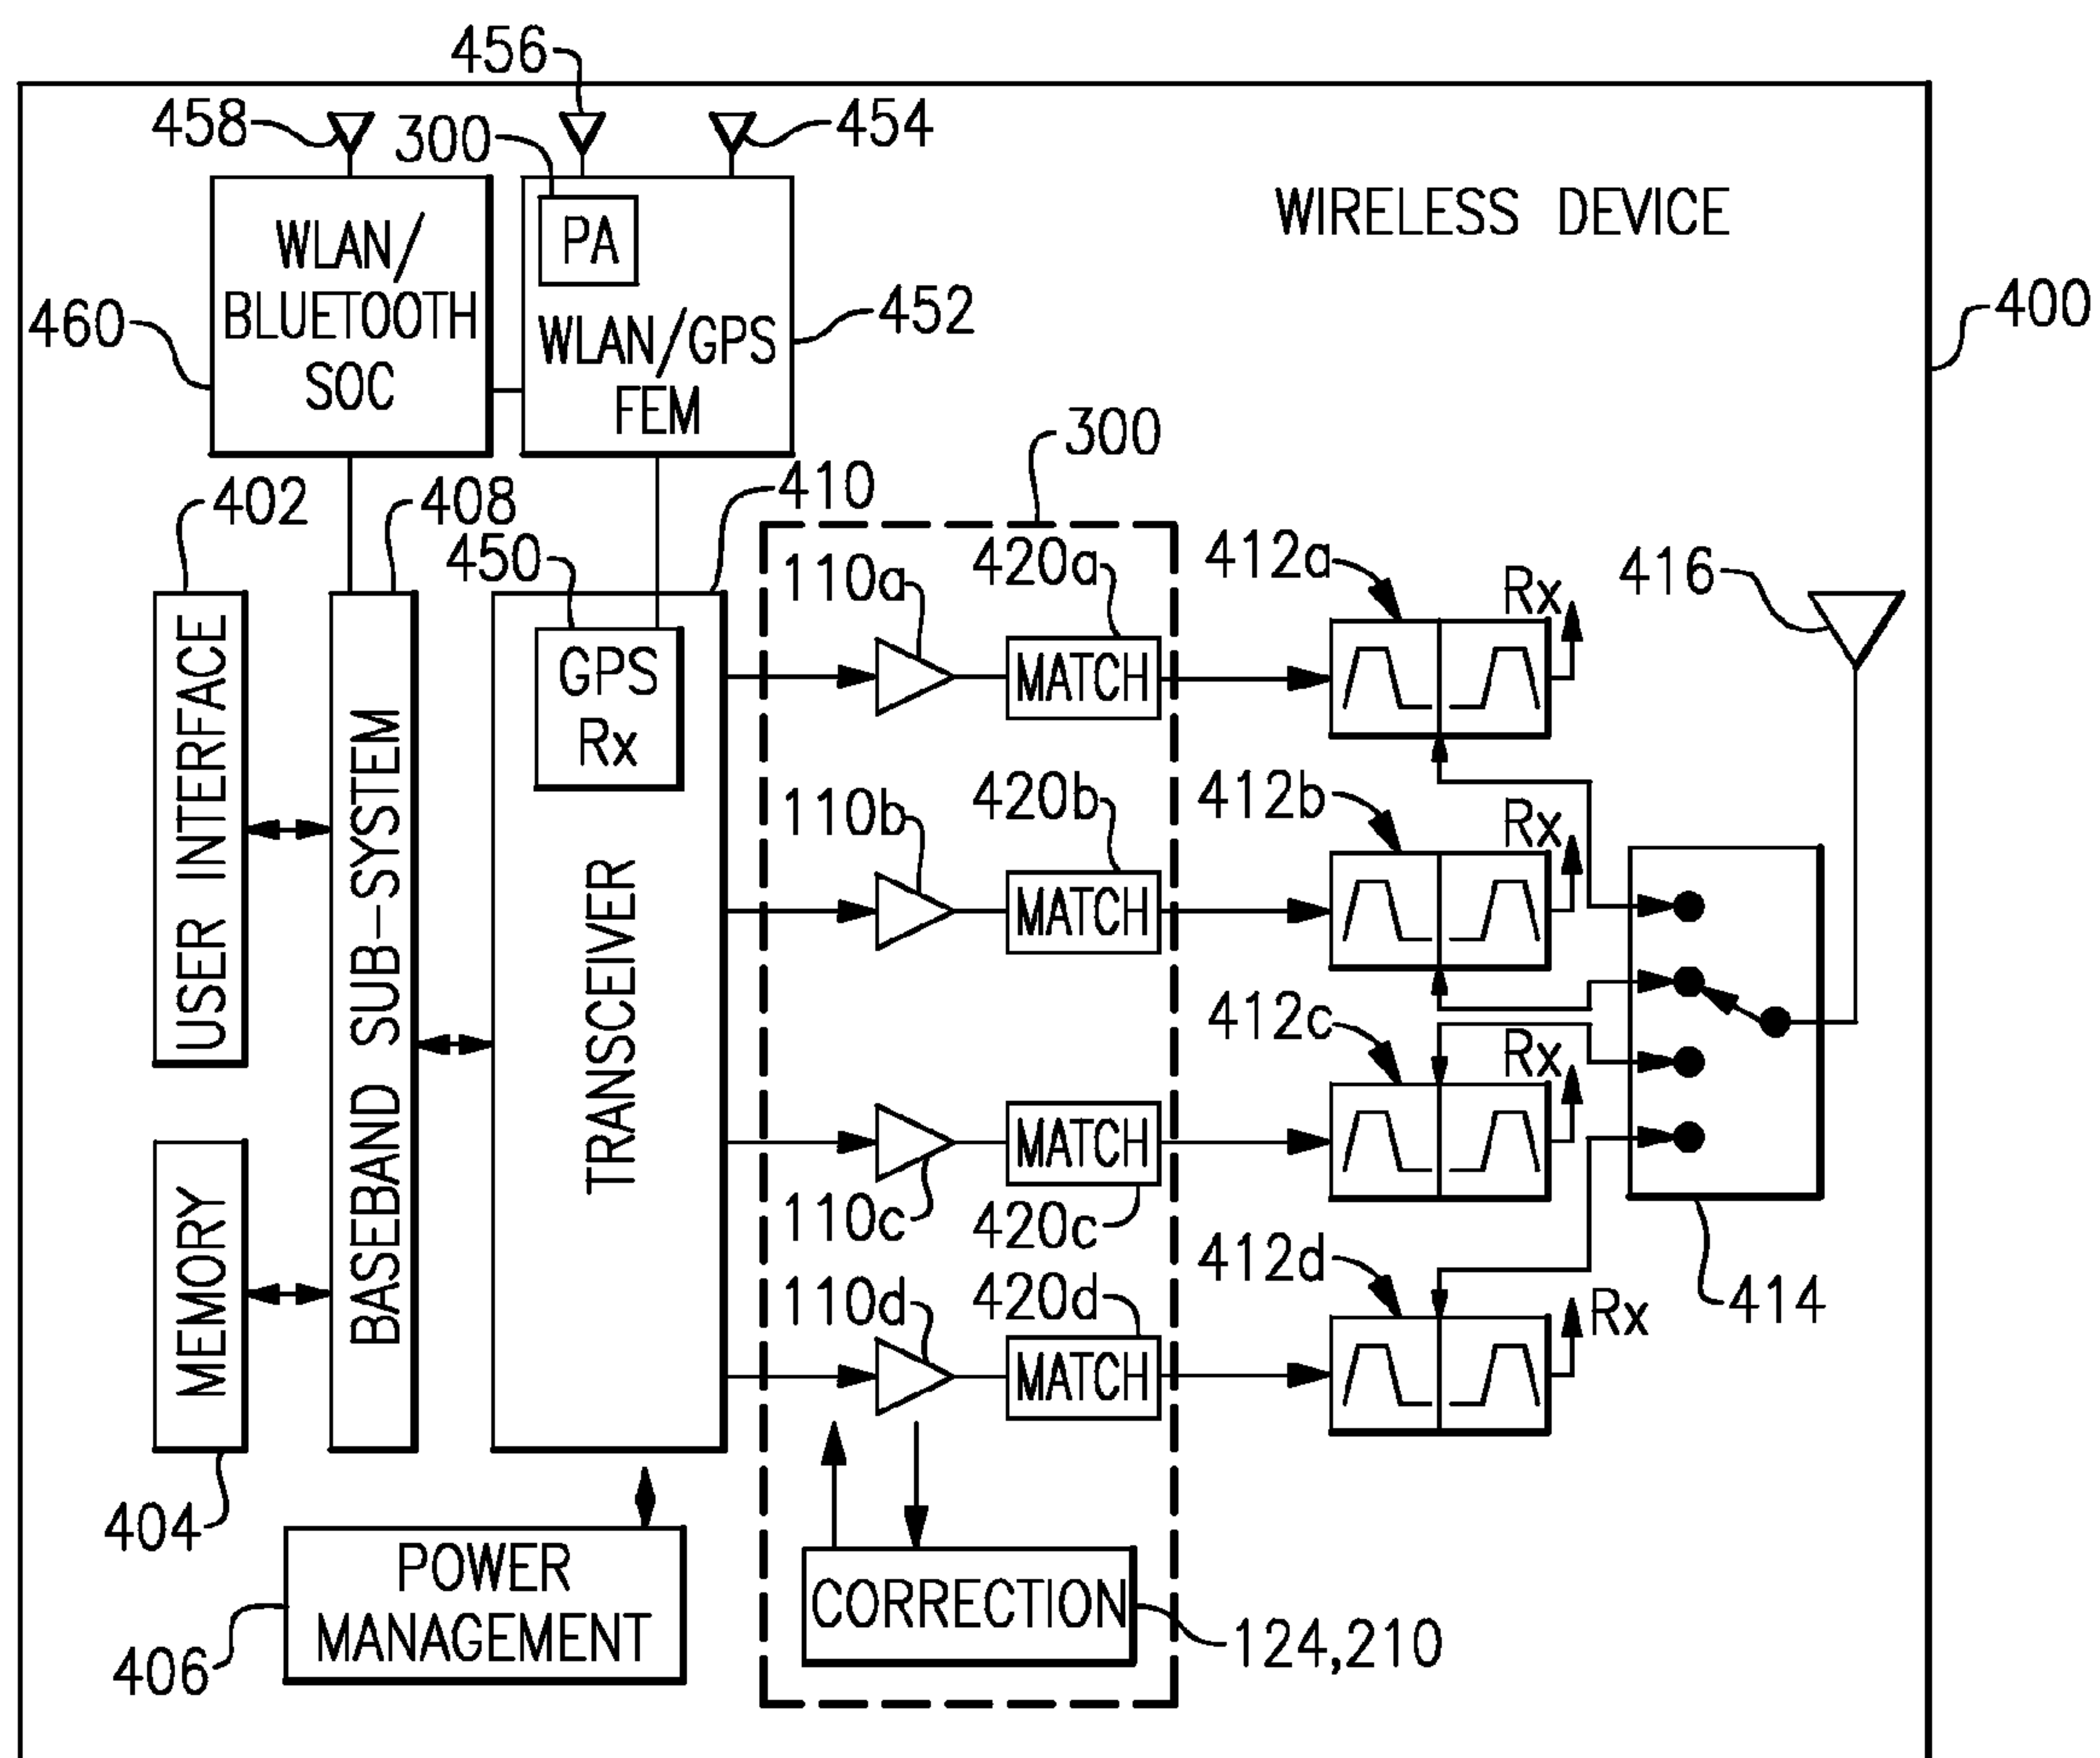 456
458
300
454
WIRELESS DEVICE
PA
WLAN/
BLUETOOTH
SOC
WLAN/GPS
FEM
460
452
400
300
402
408
410
450
110a
420a
412a
Rx
416
GPS
Rx
MATCH
USER INTERFACE
BASEBAND SUB-SYSTEM
TRANSCEIVER
110b
420b
412b
Rx
MATCH
412c
Rx
MATCH
110c
420c
MEMORY
110d
420d
412d
Rx
414
MATCH
404
POWER
MANAGEMENT
406
CORRECTION
124,210